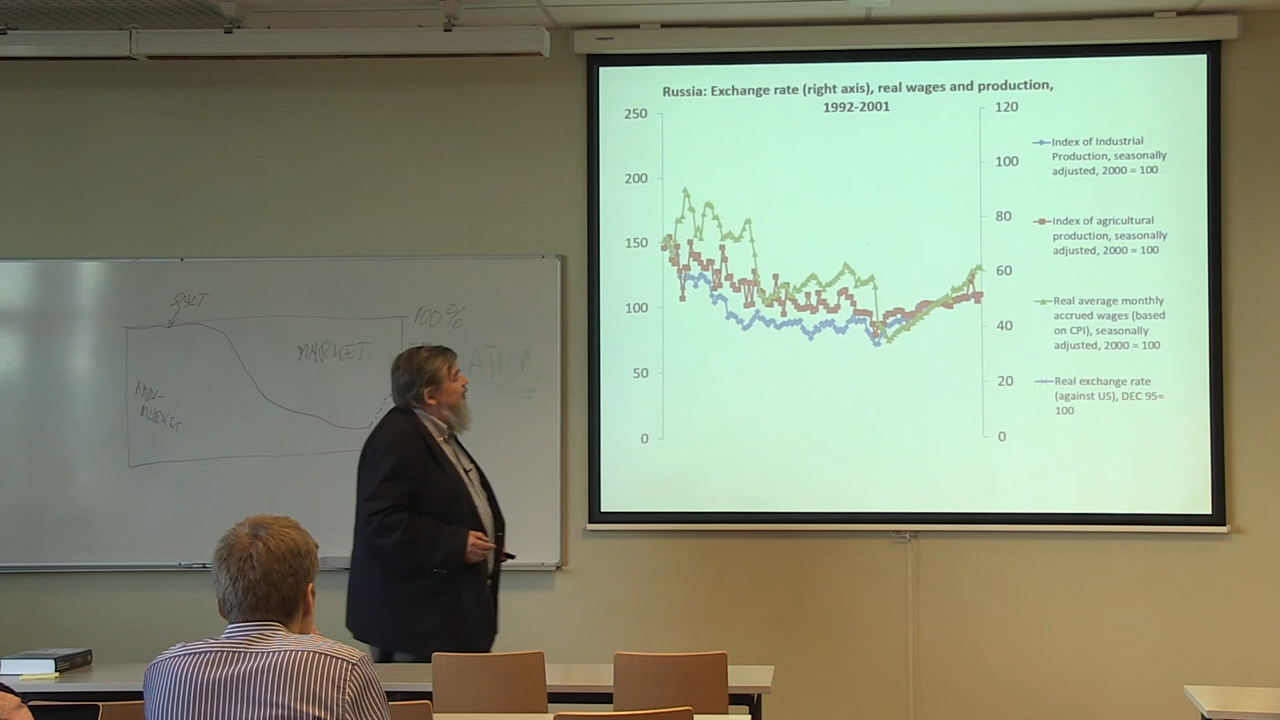 Russia: Exchange rate (right axis), real wages and production,
1992-2001
250
200
150
100
50
0
120
100
80
60
40
20
0
Index of Industrial
Production, seasonally
adjusted, 2000 = 100
Index of agricultural
production, seasonally
adjusted, 2000 = 100
Real average monthly
accrued wages (based
on CPI), seasonally
adjusted, 2000 = 100
Real exchange rate
(against US), DEC 95=
100
100%
MARKET
NON-
MARKET